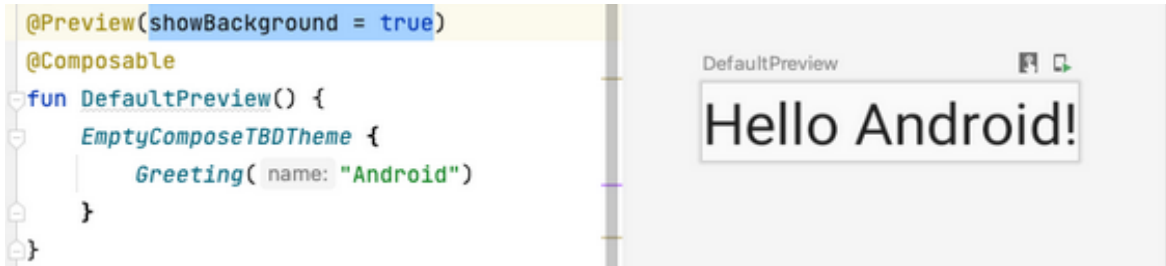 @Preview(showBackground = true)
@Composable
fun DefaultPreview() {
EmptyComposeTBDTheme {
Greeting( name: "Android")
}
}
DefaultPreview
Hello Android!